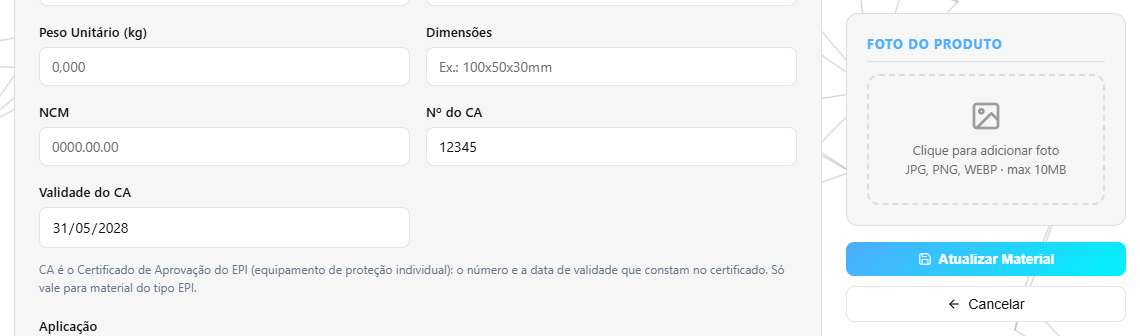 Peso Unitário (kg)
0,000
Dimensões
Ex.: 100x50x30mm
NCM
0000.00.00
Nº do CA
12345
Validade do CA
31/05/2028
CA é o Certificado de Aprovação do EPI (equipamento de proteção individual): o número e a data de validade que constam no certificado. Só
vale para material do tipo EPI.
Aplicação
FOTO DO PRODUTO
Clique para adicionar foto
JPG, PNG, WEBP · max 10MB
Atualizar Material
Cancelar